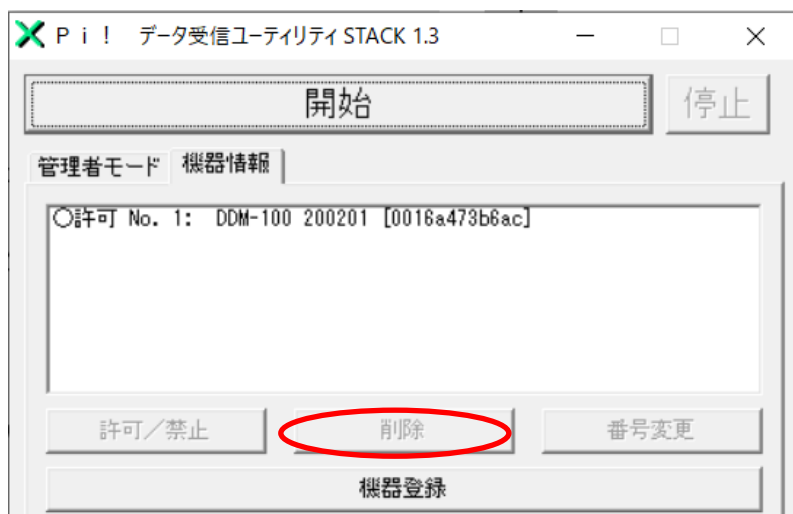 Ｐｉ！ データ受信ユーティリティ STACK 1.3
開始
停止
管理者モード 機器情報
○許可 No. 1: DDM-100 200201 [0016a473b6ac]
許可／禁止 削除 番号変更
機器登録